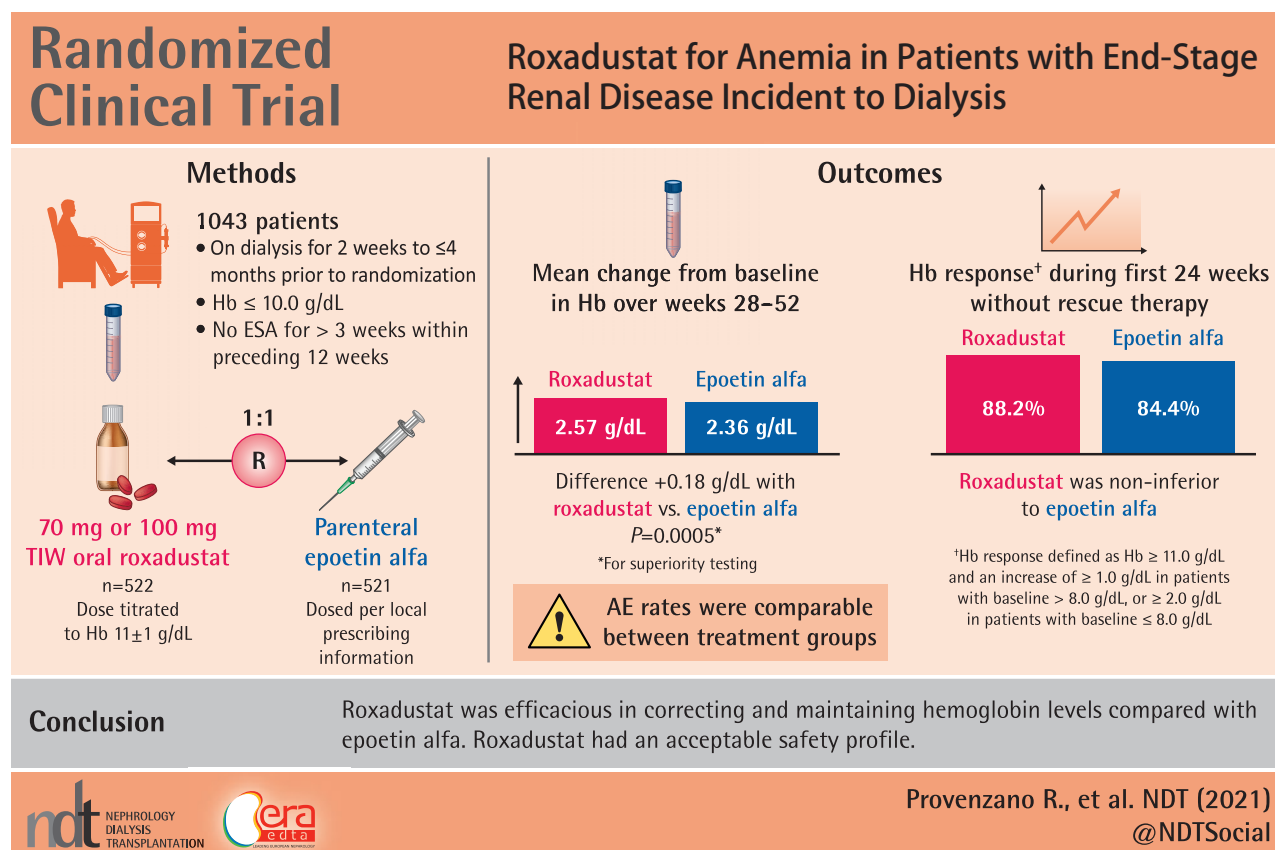 Randomized
Clinical Trial
Roxadustat for Anemia in Patients with End-Stage
Renal Disease Incident to Dialysis
Methods
1043 patients
• On dialysis for 2 weeks to ≤4
months prior to randomization
• Hb ≤ 10.0 g/dL
• No ESA for > 3 weeks within
preceding 12 weeks
1:1
R
70 mg or 100 mg
TIW oral roxadustat
n=522
Dose titrated
to Hb 11±1 g/dL
Parenteral
epoetin alfa
n=521
Dosed per local
prescribing
information
Outcomes
Mean change from baseline
in Hb over weeks 28–52
Roxadustat
Epoetin alfa
2.57 g/dL
2.36 g/dL
Difference +0.18 g/dL with
roxadustat vs. epoetin alfa
P=0.0005*
*For superiority testing
AE rates were comparable
between treatment groups
Hb response† during first 24 weeks
without rescue therapy
Roxadustat
Epoetin alfa
88.2%
84.4%
Roxadustat was non-inferior
to epoetin alfa
†Hb response defined as Hb ≥ 11.0 g/dL
and an increase of ≥ 1.0 g/dL in patients
with baseline > 8.0 g/dL, or ≥ 2.0 g/dL
in patients with baseline ≤ 8.0 g/dL
Conclusion
Roxadustat was efficacious in correcting and maintaining hemoglobin levels compared with
epoetin alfa. Roxadustat had an acceptable safety profile.
ndt
NEPHROLOGY
DIALYSIS
TRANSPLANTATION
era
edta
LEADING EUROPEAN NEPHROLOGY
Provenzano R., et al. NDT (2021)
@NDTSocial